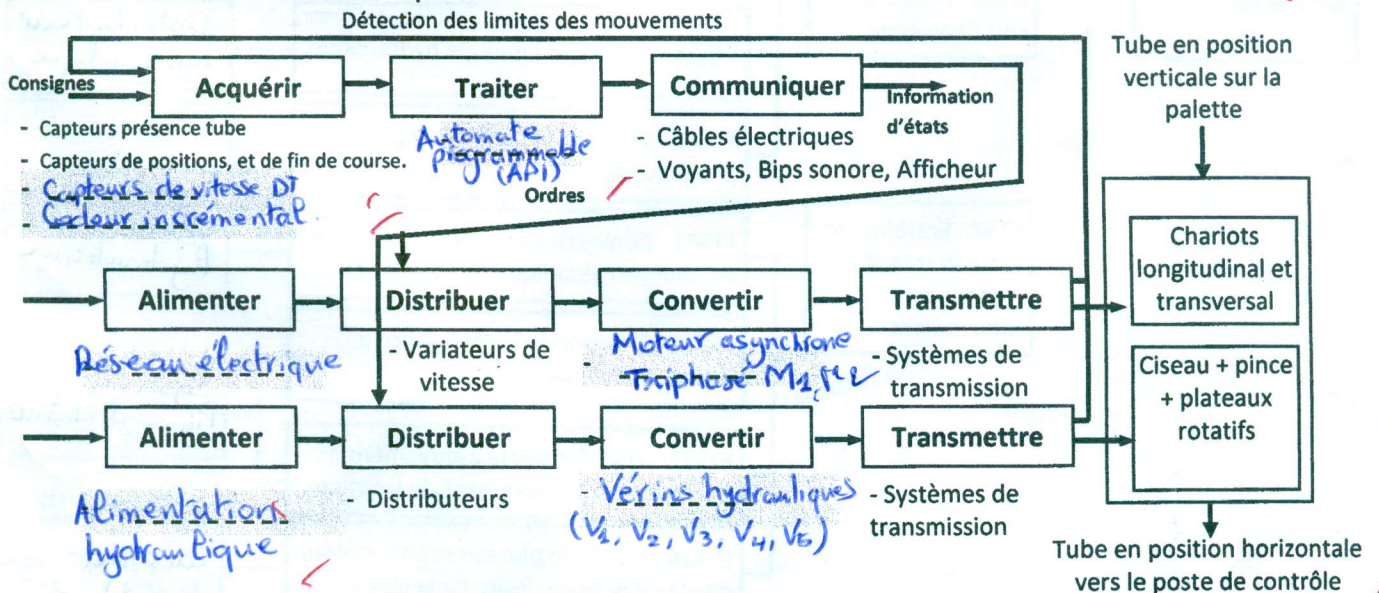 Détection des limites des mouvements
Consignes
Acquérir
Traiter
Communiquer
Information
d'états
- Capteurs présence tube
- Capteurs de positions, et de fin de course.
- Capteurs de vitesse DT
- Codeur incrémental.
Automate
programmable
(API)
- Câbles électriques
- Voyants, Bips sonore, Afficheur
Ordres
Tube en position
verticale sur la
palette
Alimenter
Distribuer
Convertir
Transmettre
Réseau électrique
- Variateurs de
vitesse
Moteur asynchrone
- Triphasé M1,
- Systèmes de
transmission
Chariots
longitudinal et
transversal
Ciseau + pince
+ plateaux
rotatifs
Alimenter
Distribuer
Convertir
Transmettre
Alimentation
hydraulique
- Distributeurs
- Vérins hydrauliques
(V1, V2, V3, V4, V5)
- Systèmes de
transmission
Tube en position horizontale
vers le poste de contrôle